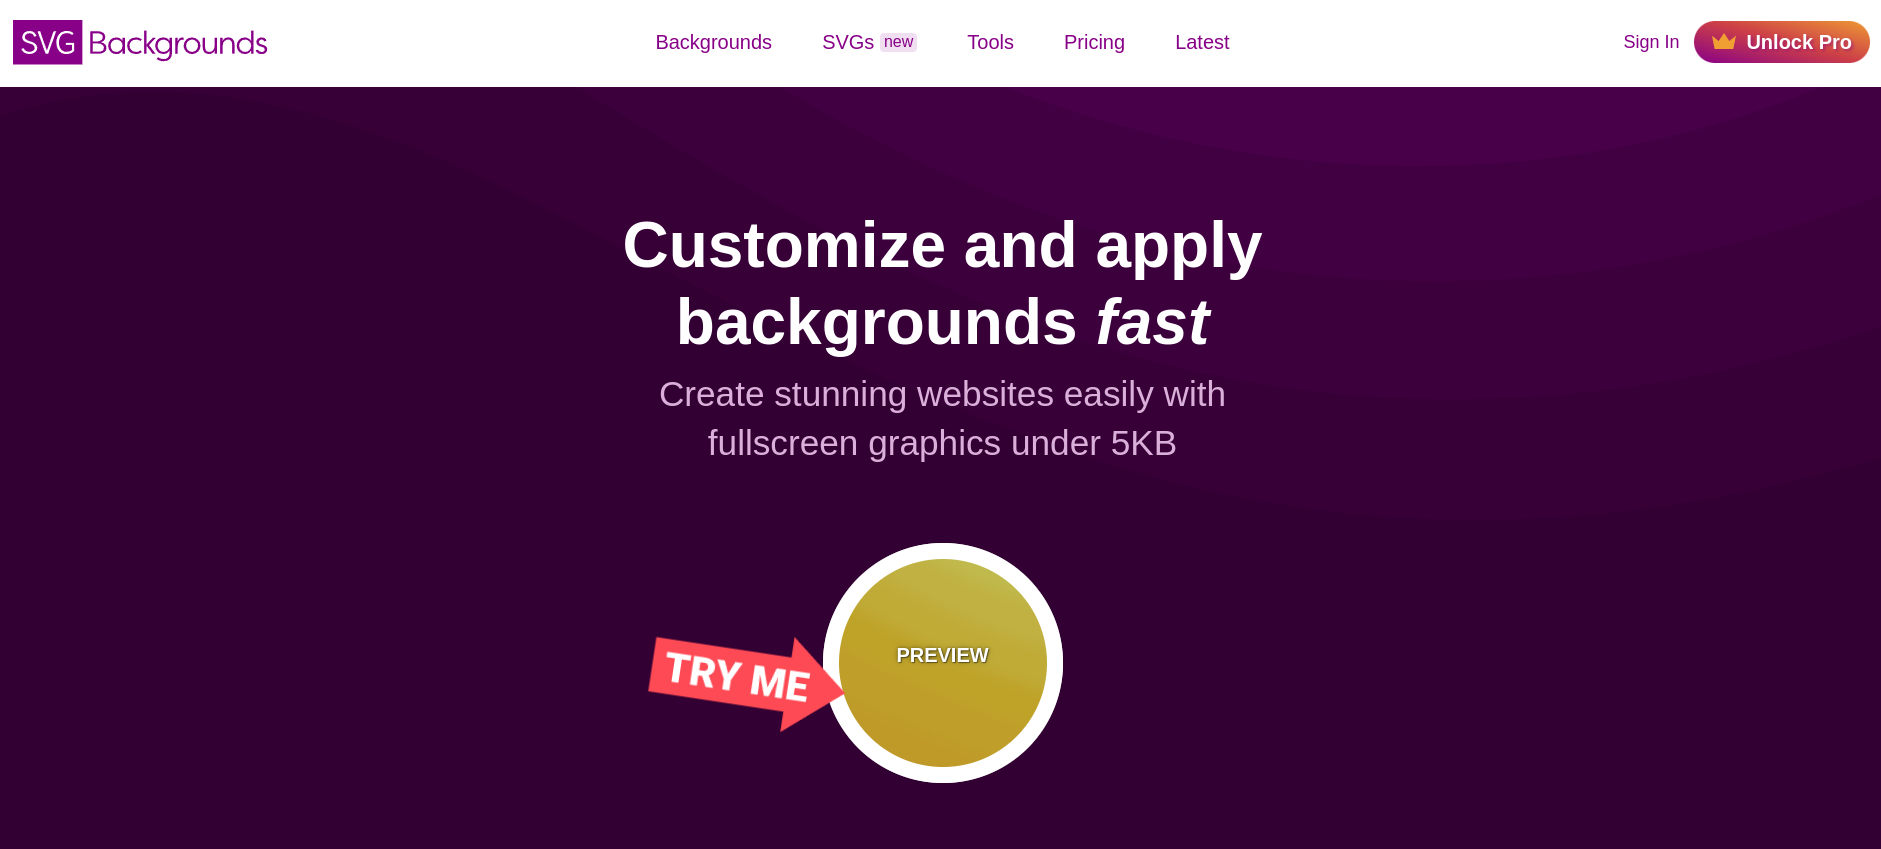 SVG Backgrounds
Backgrounds
SVGs new
Tools
Pricing
Latest
Sign In
Unlock Pro
Customize and apply
backgrounds fast
Create stunning websites easily with
fullscreen graphics under 5KB
PREVIEW
TRY ME